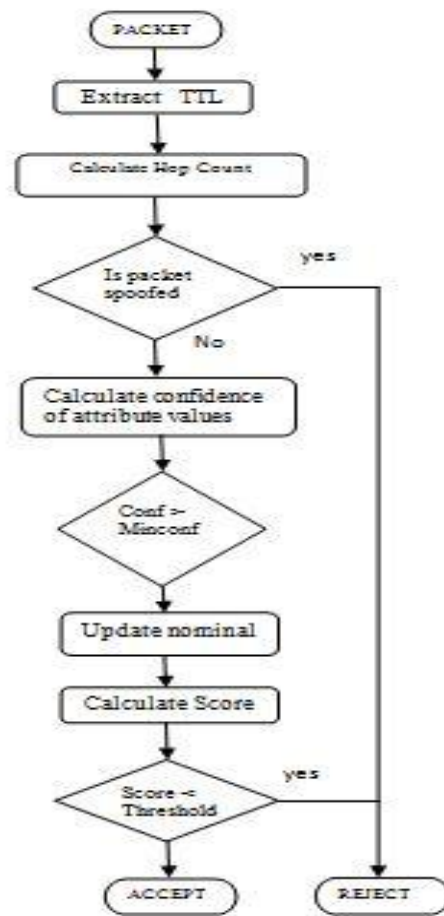 PACKET
Extract TTL
Calculate Hop Count
Is packet
spoofed
yes
No
Calculate confidence
of attribute values
Conf >=
Minconf
Update nominal
Calculate Score
Score <
Threshold
yes
ACCEPT
REJECT